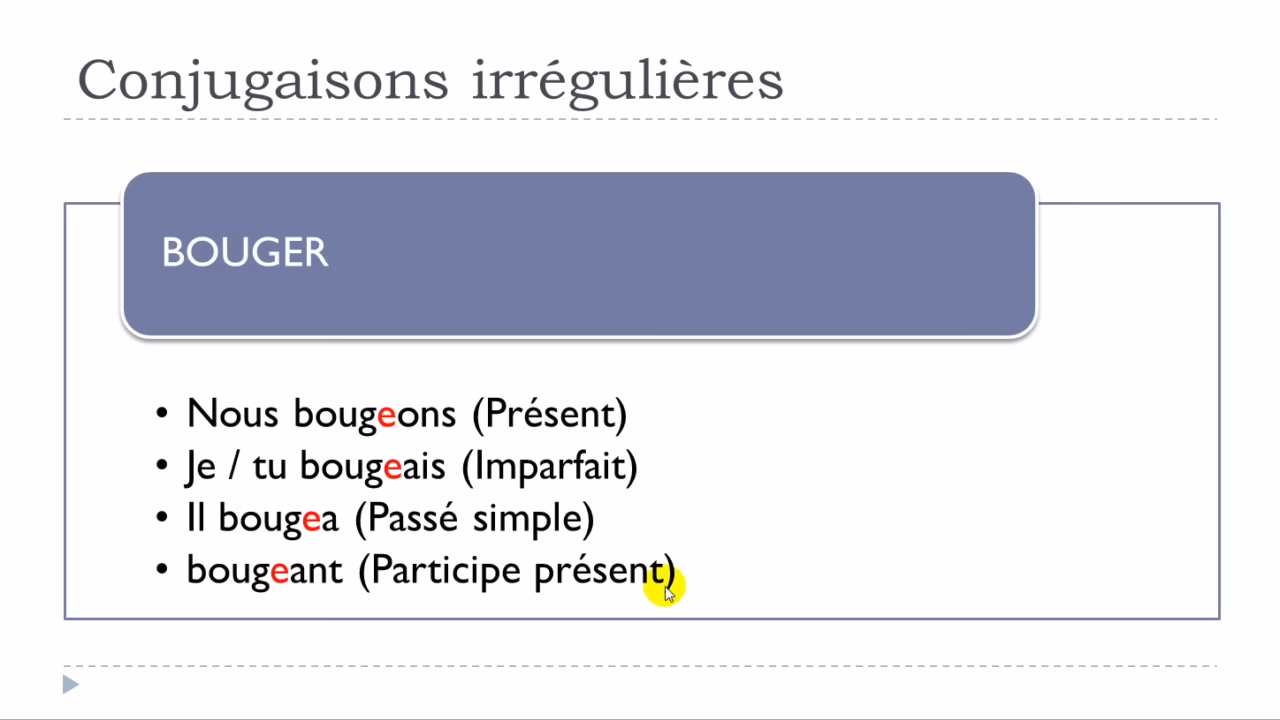 Conjugaisons irrégulières
BOUGER
• Nous bougeons (Présent)
• Je / tu bougeais (Imparfait)
• Il bougea (Passé simple)
• bougeant (Participe présent)